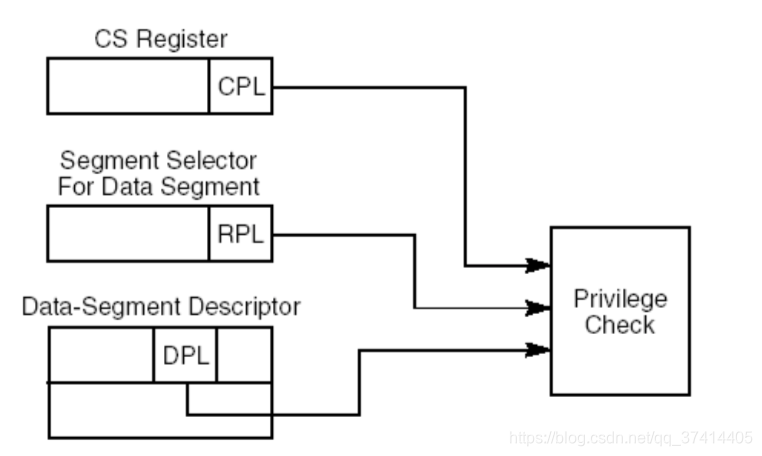 CS Register
CPL
Segment Selector
For Data Segment
RPL
Data-Segment Descriptor
DPL
Privilege
Check
https://blog.csdn.net/qq_37414405